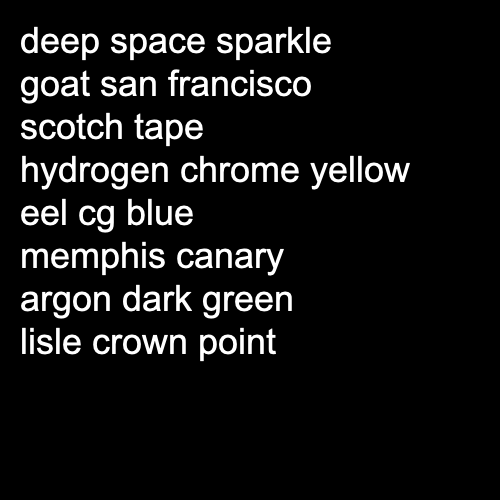 deep space sparkle
goat san francisco
scotch tape
hydrogen chrome yellow
eel cg blue
memphis canary
argon dark green
lisle crown point